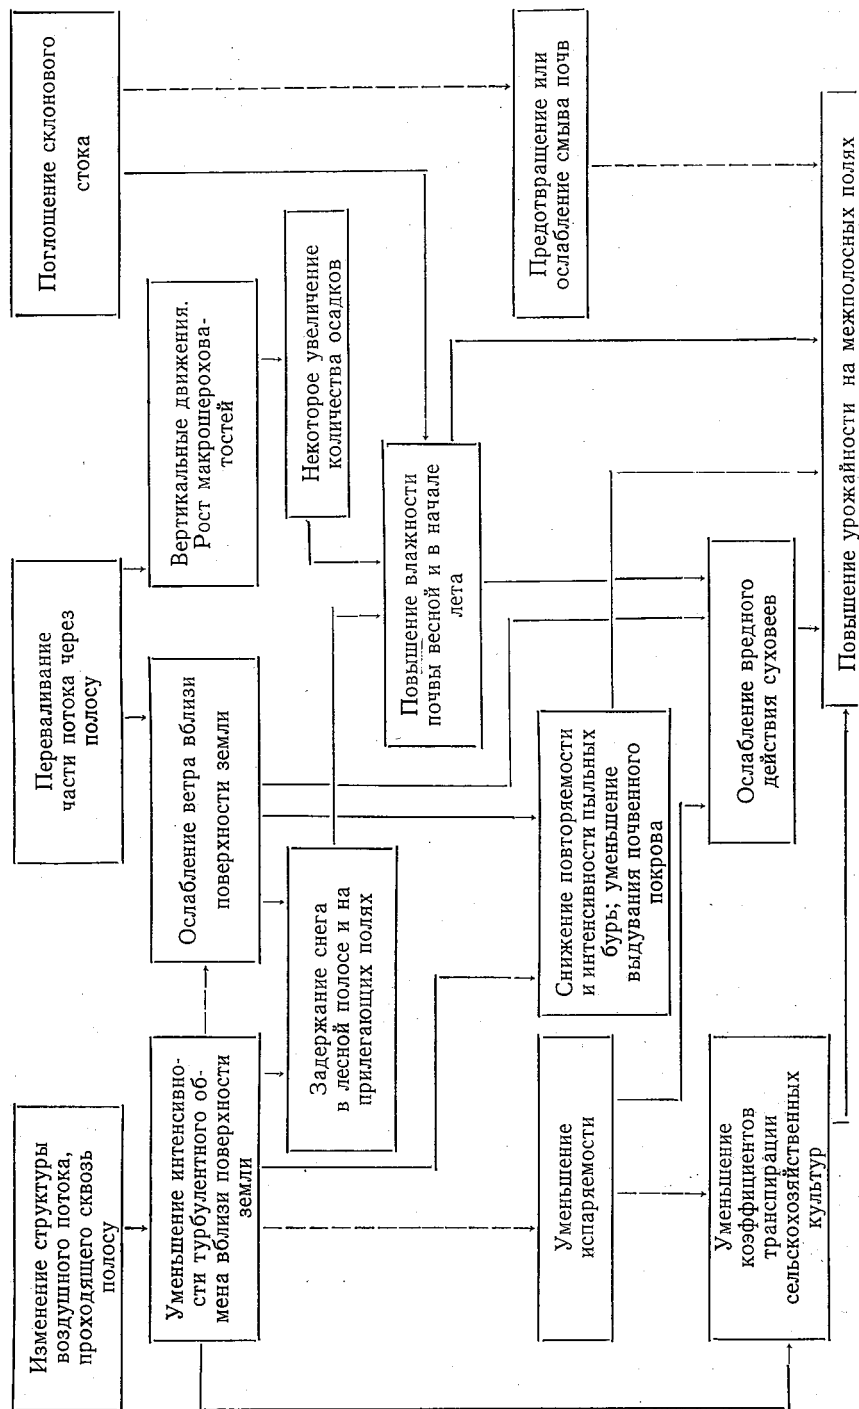 Изменение структуры
воздушного потока,
проходящего сквозь
полосу
Переваливание
части потока через
полосу
Поглощение склонового
стока
Уменьшение интенсивно-
сти турбулентного об-
мена вблизи поверхности
земли
Ослабление ветра вблизи
поверхности земли
Вертикальные движения.
Рост макрошерохова-
тостей
Задержание снега
в лесной полосе и на
прилегающих полях
Некоторое увеличение
количества осадков
Повышение влажности
почвы весной и в начале
лета
Уменьшение
испаряемости
Снижение повторяемости
и интенсивности пыльных
бурь; уменьшение
выдувания почвенного
покрова
Предотвращение или
ослабление смыва почв
Уменьшение
коэффициентов
транспирации
сельскохозяйственных
культур
Ослабление вредного
действия суховеев
Повышение урожайности на межполосных полях